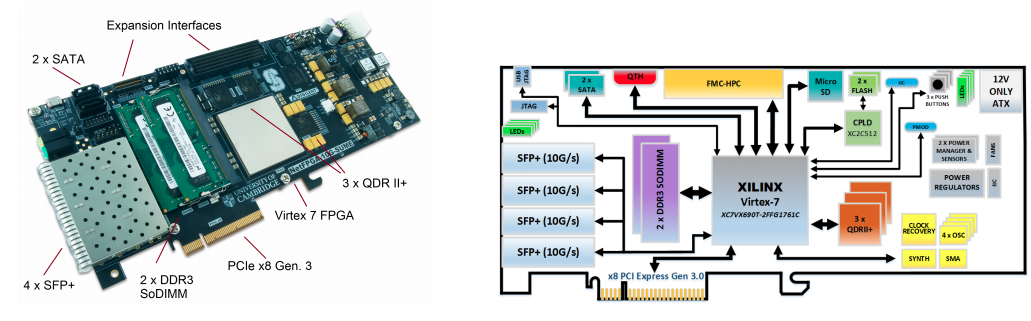 Expansion Interfaces
2 x SATA
UNIVERSITY OF
CAMBRIDGE
NetFPGA 10G SUME
3 x QDR II+
Virtex 7 FPGA
PCIe x8 Gen. 3
2 x DDR3
SoDIMM
4 x SFP+
USB
JTAG
JTAG
LEDs
2 x
SATA
QTH
FMC-HPC
Micro
SD
2 x
FLASH
CPLD
XC2C512
IIC
3 x PUSH
BUTTONS
LEDs
12V
ONLY
ATX
PMOD
2 X POWER
MANAGER &
SENSORS
FANS
POWER
REGULATORS
IIC
SFP+ (10G/s)
SFP+ (10G/s)
SFP+ (10G/s)
SFP+ (10G/s)
2 x DDR3 SODIMM
XILINX
Virtex-7
XC7VX690T-2FFG1761C
3 x
QDRII+
CLOCK
RECOVERY
4 x OSC
SYNTH
SMA
x8 PCI Express Gen 3.0